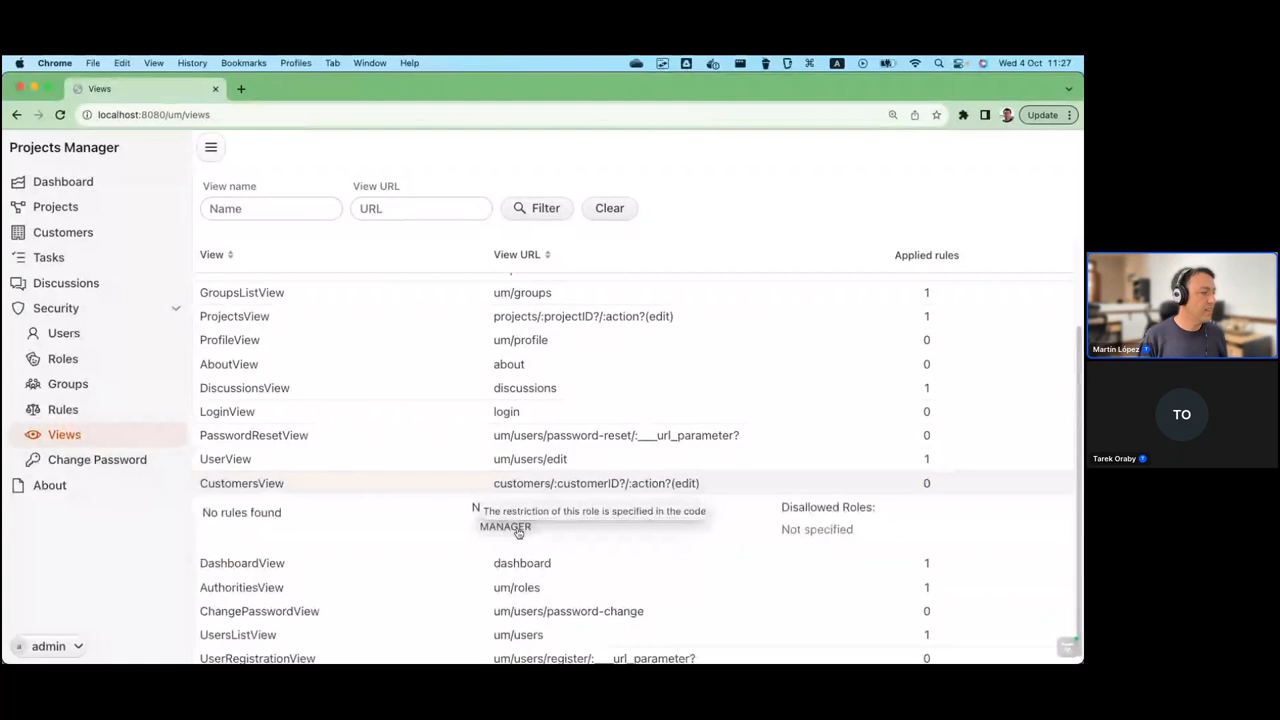 Chrome File Edit View History Bookmarks Profiles Tab Window Help A Wed 4 Oct 11:27
Views
localhost:8080/um/views Update
Projects Manager
Dashboard
Projects
Customers
Tasks
Discussions
Security
Users
Roles
Groups
Rules
Views
Change Password
About
a admin
View name View URL
Name URL Filter Clear
View View URL Applied rules
GroupsListView um/groups 1
ProjectsView projects/:projectID?/:action?(edit) 1
ProfileView um/profile 0
AboutView about 0
DiscussionsView discussions 1
LoginView login 0
PasswordResetView um/users/password-reset/:___url_parameter? 0
UserView um/users/edit 1
CustomersView customers/:customerID?/:action?(edit) 0
No rules found
The restriction of this role is specified in the code
MANAGER
Disallowed Roles:
Not specified
DashboardView dashboard 1
AuthoritiesView um/roles 1
ChangePasswordView um/users/password-change 0
UsersListView um/users 1
UserRegistrationView um/users/register/:___url_parameter? 0
Martín López
TO
Tarek Oraby